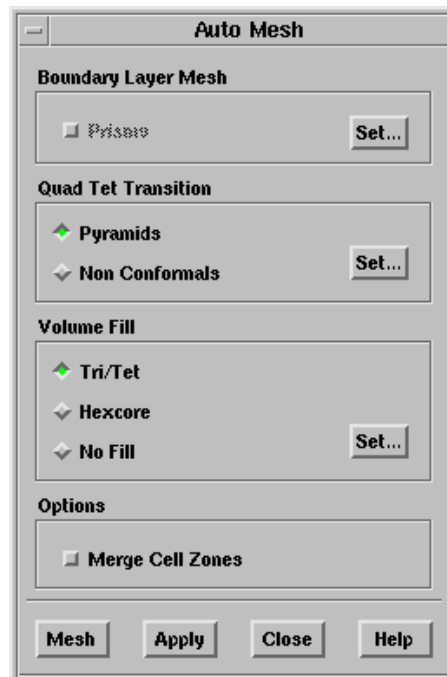 Auto Mesh
Boundary Layer Mesh
Prisms
Set...
Quad Tet Transition
Pyramids
Non Conformals
Set...
Volume Fill
Tri/Tet
Hexcore
No Fill
Set...
Options
Merge Cell Zones
Mesh Apply Close Help